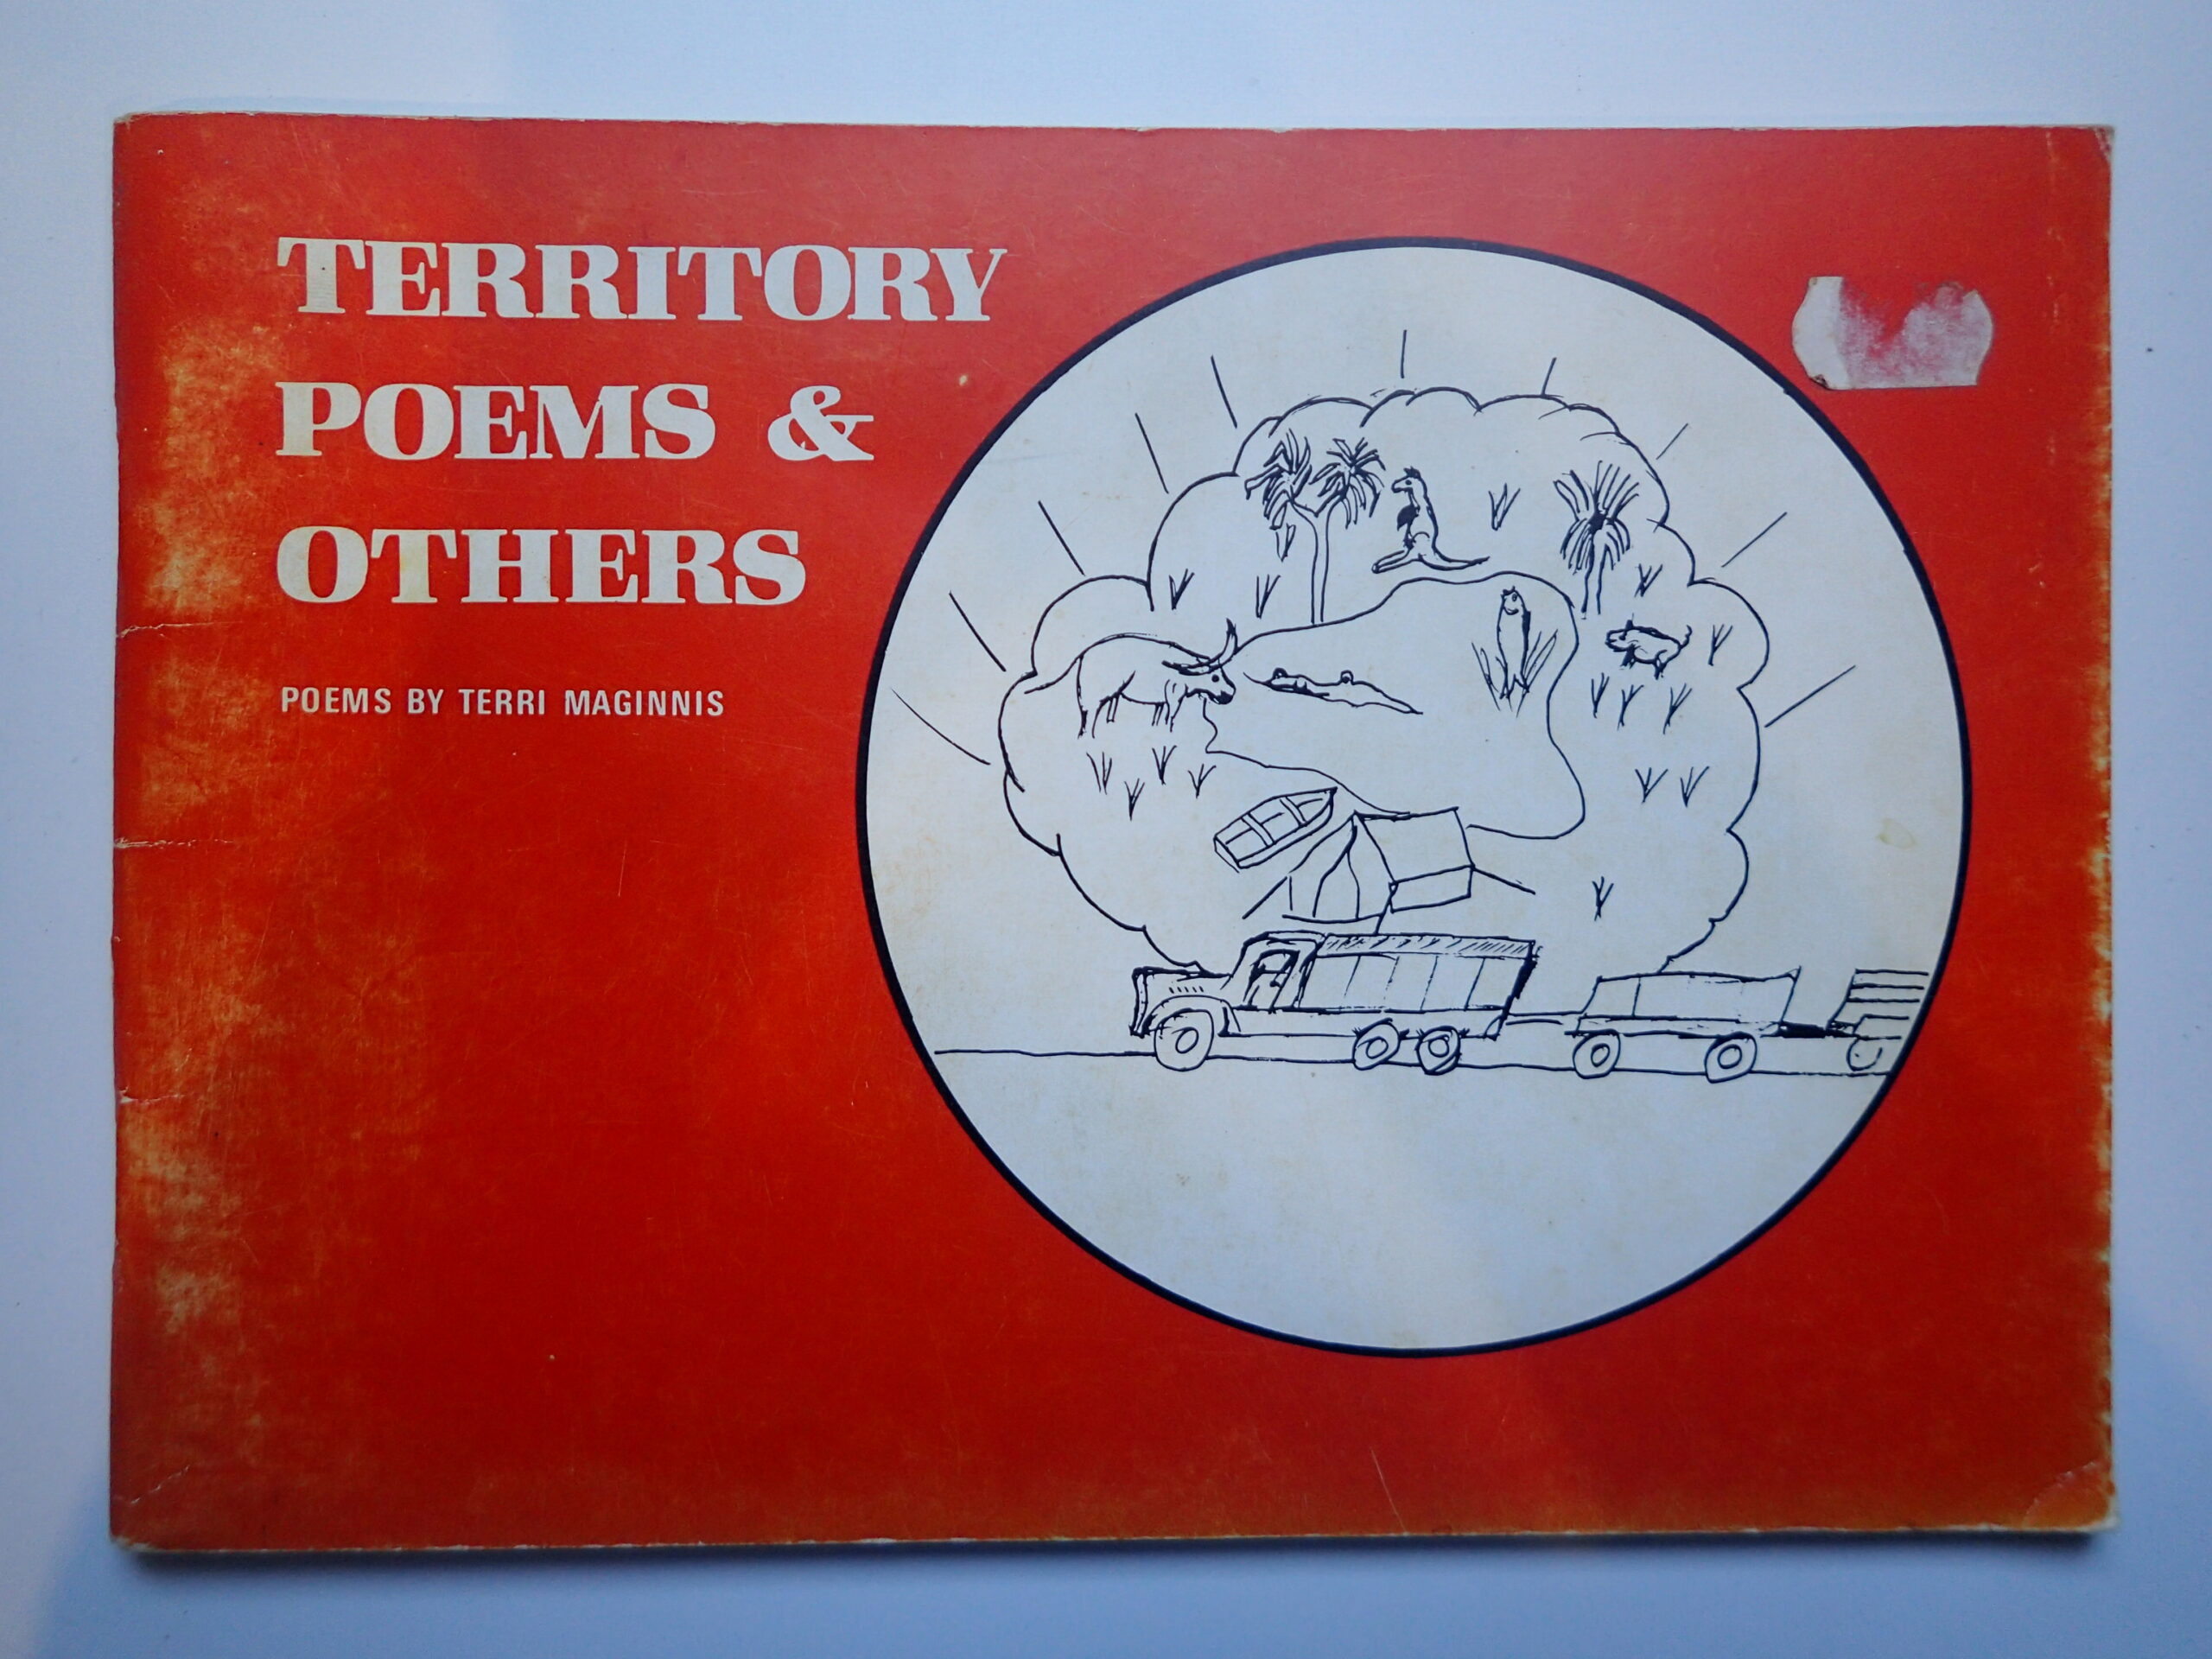 TERRITORY
POEMS &
OTHERS
POEMS BY TERRI MAGINNIS